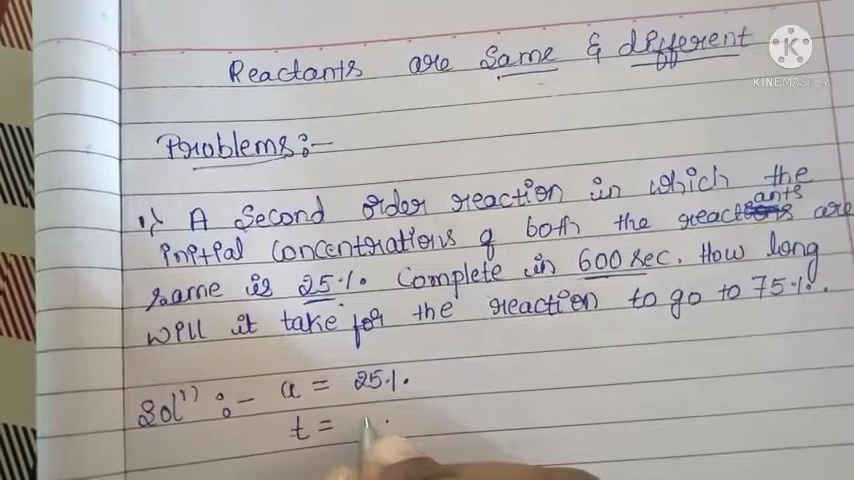 Reactants are Same & different
K
KINEMASTER
Problems:-
1) A Second order reaction in which the
initial Concentrations of both the reactants are
same is 25%. Complete in 600 sec. How long
will it take for the reaction to go to 75%.
Sol) :- a = 25%.
t =